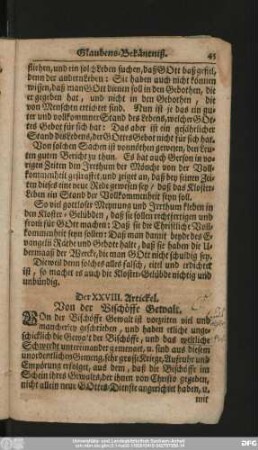 Glaubens-Bekäntniß. 45
fliehen, und ein solch Leben suchen, daß GOtt baß gefiel,
denn der andern Leben: Sie haben auch nicht können
wissen, daß man GOtt dienen soll in den Geboten, die
er gegeben hat, und nicht in den Geboten, die
von Menschen errichtet sind. Nun ist je das ein gu-
ter und vollkommner Stand des Lebens, welcher GOt-
tes Gebot für sich hat: Das aber ist ein gefährlicher
Stand des Lebens, der GOttes Gebot nicht für sich hat.
Von solchen Sachen ist vonnöthen gewesen, den Leu-
ten guten Bericht zu thun. Es hat auch Gerson in vo-
rigen Zeiten den Irrthum der Mönche von der Voll-
kommenheit gestraffet, und zeiget an, daß bey seinen Zei-
ten dieses eine neue Rede gewesen sey, daß das Kloster-
Leben ein Stand der Vollkommenheit seyn soll.
So viel gottloser Meynung und Irrthum kleben in
den Kloster-Gelübden, daß sie sollen rechtfertigen und
fromm für GOtt machen: Daß sie die Christliche Voll-
kommenheit seyn sollen: Daß man damit beyde des E-
vangelii Räthe und Gebote halte, daß sie haben die U-
bermaaß der Werke, die man GOtt nicht schuldig sey.
Dieweil denn solches alles falsch, eitel und erdichtet
ist, so machet es auch die Kloster-Gelübde nichtig und
unbündig.
Der XXVIII. Artickel.
Von der Bischöffe Gewalt.
VOn der Bischöffe Gewalt ist vorzeiten viel und
mancherley geschrieben, und haben etliche unge-
schicklich die Gewalt der Bischöffe, und das weltliche
Schwerdt untereinander gemenget, u. sind aus diesem
unordentlichen Gemeng, sehr grosse Kriege, Aufruhr und
Empörung erfolget, aus dem, daß die Bischöffe im
Schein ihres Gewalts, der ihnen von Christo gegeben,
nicht allein neue GOttes-Dienste angerichtet haben, u.
mit